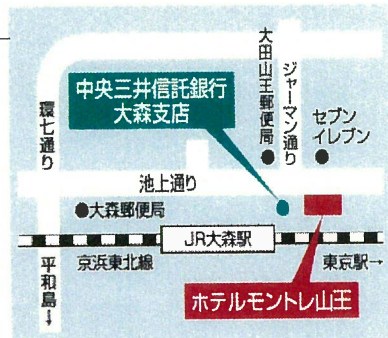 中央三井信託銀行
大森支店
大田山王郵便局
ジャーマン通り
セブン
イレブン
環七通り
池上通り
大森郵便局
JR大森駅
京浜東北線
東京駅→
平和島→
ホテルモントレ山王